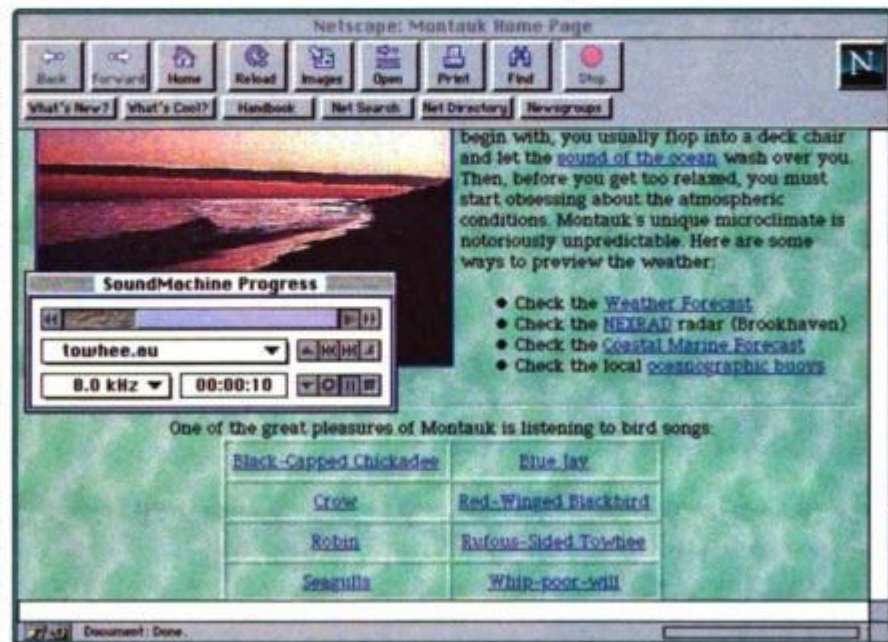 Netscape: Montauk Home Page
Back Forward Home Reload Images Open Print Find Stop
N
What's New? What's Cool? Handbook Net Search Net Directory Newsgroups
begin with, you usually flop into a deck chair
and let the sound of the ocean wash over you.
Then, before you get too relaxed, you must
start obsessing about the atmospheric
conditions. Montauk's unique microclimate is
notoriously unpredictable. Here are some
ways to preview the weather:
SoundMachine Progress
towhee.au
8.0 kHz 00:00:10
● Check the Weather Forecast
● Check the NEXRAD radar (Brookhaven)
● Check the Coastal Marine Forecast
● Check the local oceanographic buoys
One of the great pleasures of Montauk is listening to bird songs:
Black-Capped Chickadee Blue Jay
Crow Red-Winged Blackbird
Robin Rufous-Sided Towhee
Seagulls Whip-poor-will
Document: Done.